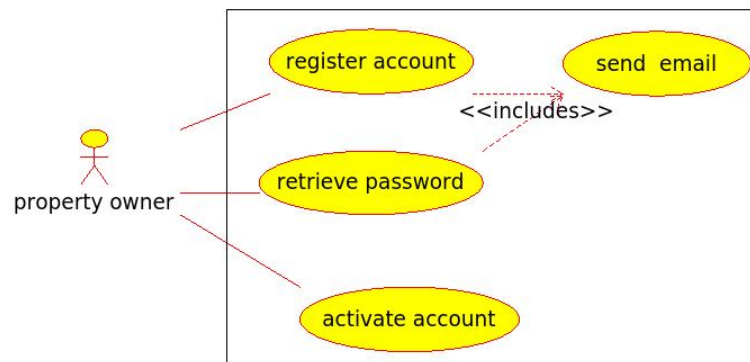 register account
send  email
<<includes>>
retrieve password
property owner
activate account